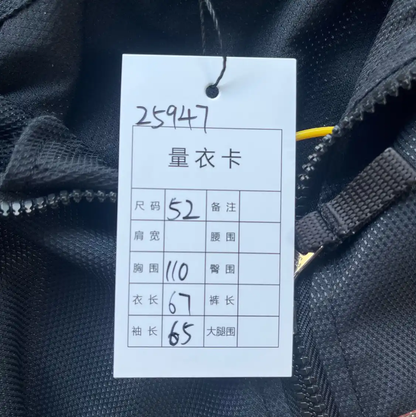 25947
量衣卡
尺码 52 备注
肩宽 腰围
胸围 110 臀围
衣长 67 裤长
袖长 65 大腿围